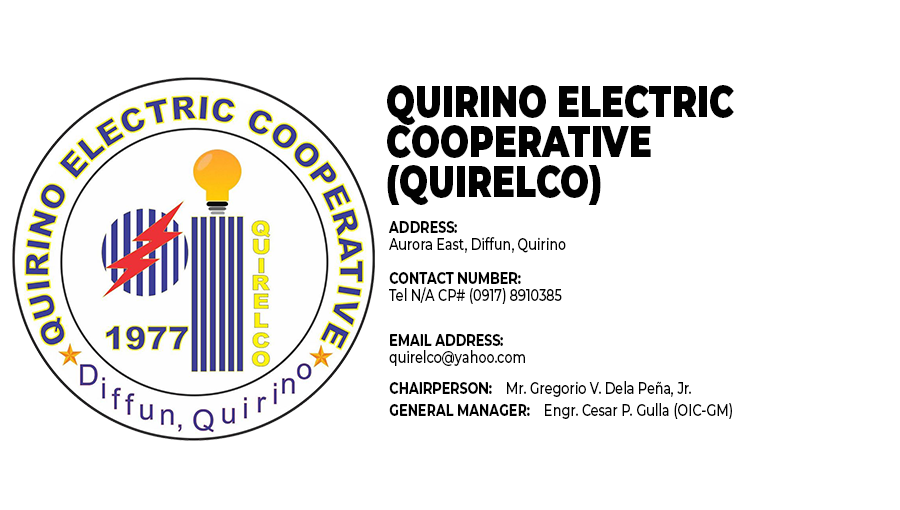 QUIRINO ELECTRIC COOPERATIVE
QUIRELCO
1977
Diffun, Quirino
QUIRINO ELECTRIC
COOPERATIVE
(QUIRELCO)
ADDRESS:
Aurora East, Diffun, Quirino
CONTACT NUMBER:
Tel N/A CP# (0917) 8910385
EMAIL ADDRESS:
quirelco@yahoo.com
CHAIRPERSON: Mr. Gregorio V. Dela Peña, Jr.
GENERAL MANAGER: Engr. Cesar P. Gulla (OIC-GM)